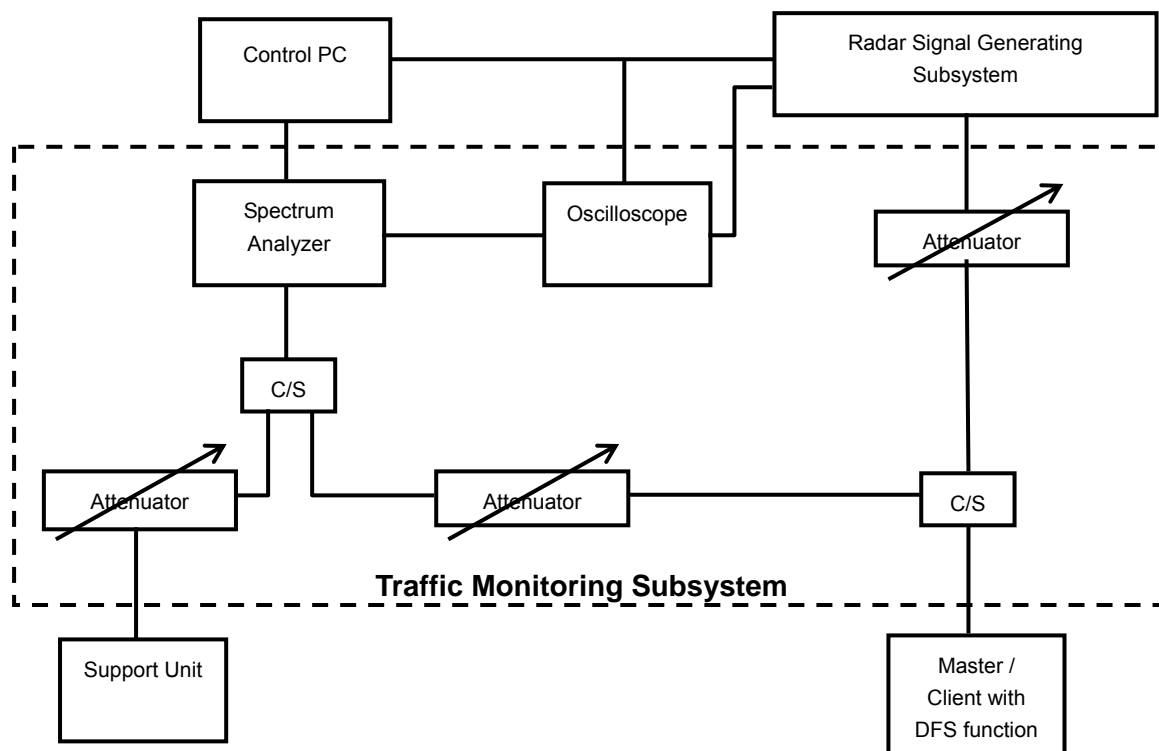 Control PC
Radar Signal Generating
Subsystem
Spectrum
Analyzer
Oscilloscope
Attenuator
C/S
Attenuator
Attenuator
C/S
Traffic Monitoring Subsystem
Support Unit
Master /
Client with
DFS function